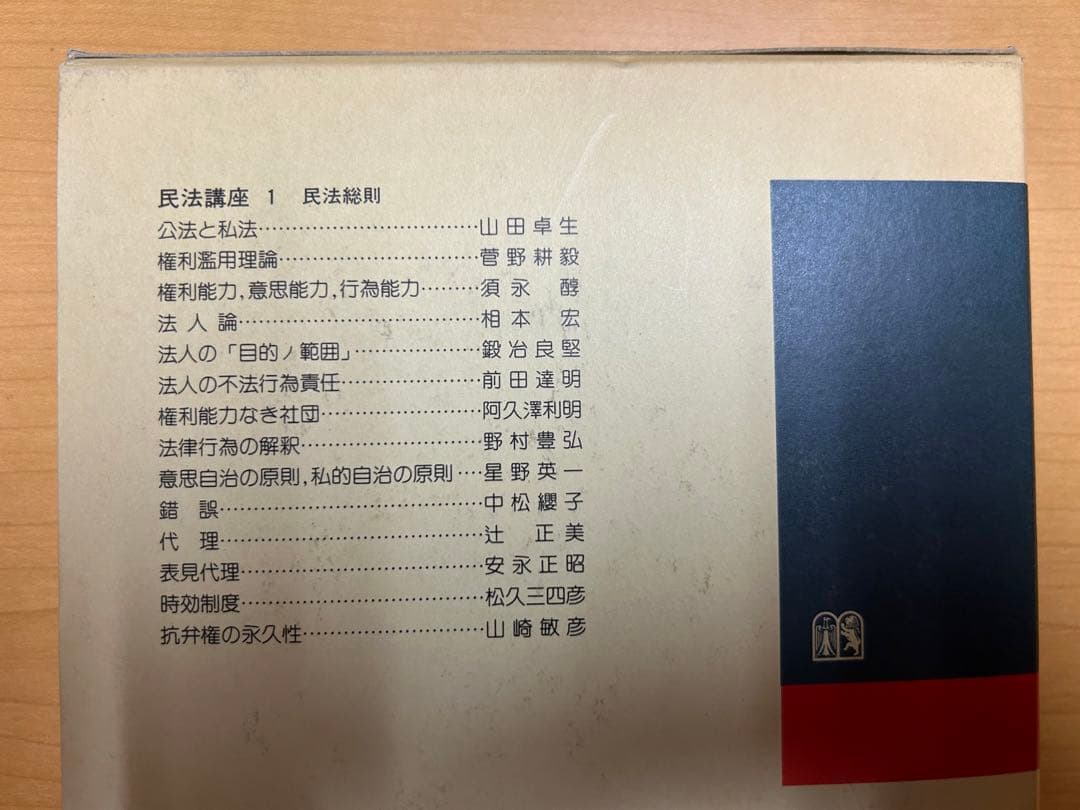 民法講座 1 民法総則
公法と私法……………………………山田卓生
権利濫用理論…………………………菅野耕毅
権利能力,意思能力,行為能力………須永 醇
法人論………………………………相本 宏
法人の「目的ノ範囲」………………鍛冶良堅
法人の不法行為責任…………………前田達明
権利能力なき社団……………………阿久澤利明
法律行為の解釈………………………野村豊弘
意思自治の原則,私的自治の原則‥‥星野英一
錯 誤…………………………………中松纓子
代 理…………………………………辻 正美
表見代理………………………………安永正昭
時効制度………………………………松久三四彦
抗弁権の永久性………………………山崎敏彦